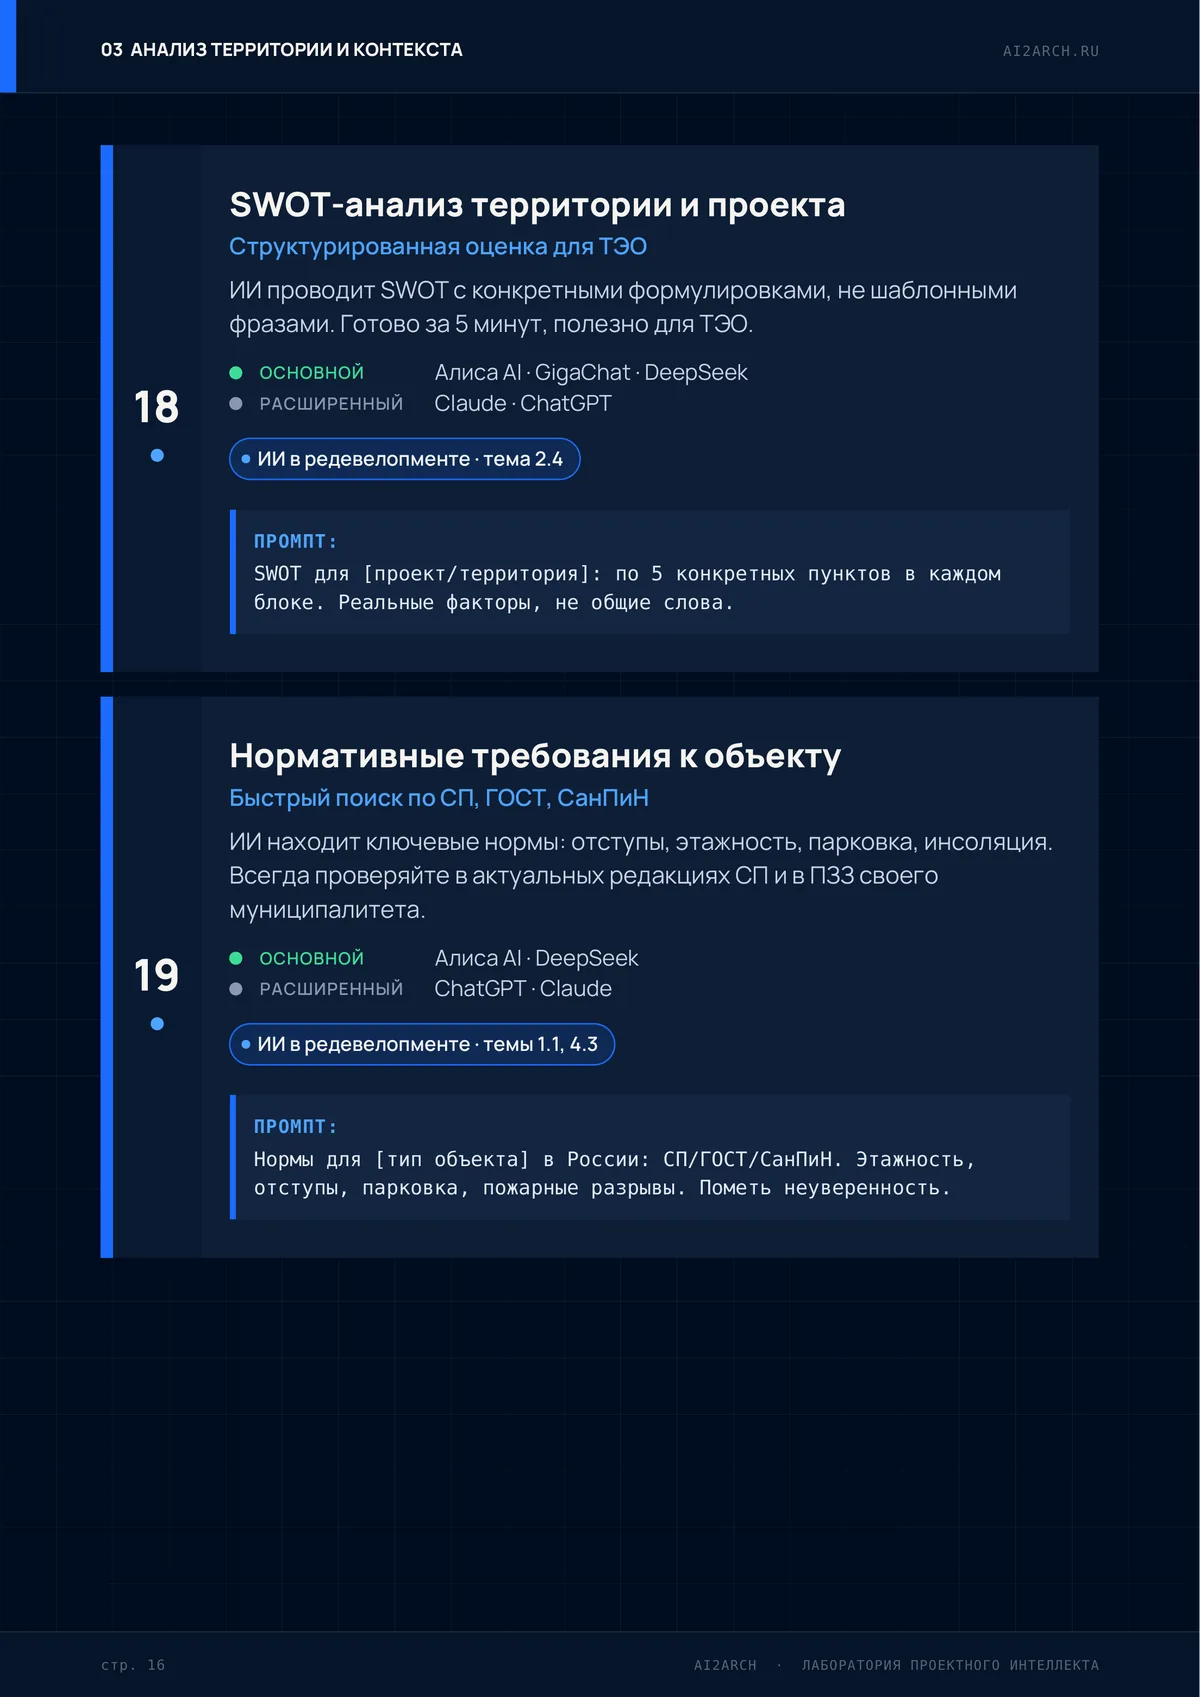 03 АНАЛИЗ ТЕРРИТОРИИ И КОНТЕКСТА
AI2ARCH.RU
18
SWOT-анализ территории и проекта
Структурированная оценка для ТЭО
ИИ проводит SWOT с конкретными формулировками, не шаблонными
фразами. Готово за 5 минут, полезно для ТЭО.
ОСНОВНОЙ Алиса AI · GigaChat · DeepSeek
РАСШИРЕННЫЙ Claude · ChatGPT
ИИ в редевелопменте · тема 2.4
ПРОМПТ:
SWOT для [проект/территория]: по 5 конкретных пунктов в каждом
блоке. Реальные факторы, не общие слова.
19
Нормативные требования к объекту
Быстрый поиск по СП, ГОСТ, СанПиН
ИИ находит ключевые нормы: отступы, этажность, парковка, инсоляция.
Всегда проверяйте в актуальных редакциях СП и в ПЗЗ своего
муниципалитета.
ОСНОВНОЙ Алиса AI · DeepSeek
РАСШИРЕННЫЙ ChatGPT · Claude
ИИ в редевелопменте · темы 1.1, 4.3
ПРОМПТ:
Нормы для [тип объекта] в России: СП/ГОСТ/СанПиН. Этажность,
отступы, парковка, пожарные разрывы. Пометь неуверенность.
стр. 16
AI2ARCH · ЛАБОРАТОРИЯ ПРОЕКТНОГО ИНТЕЛЛЕКТА